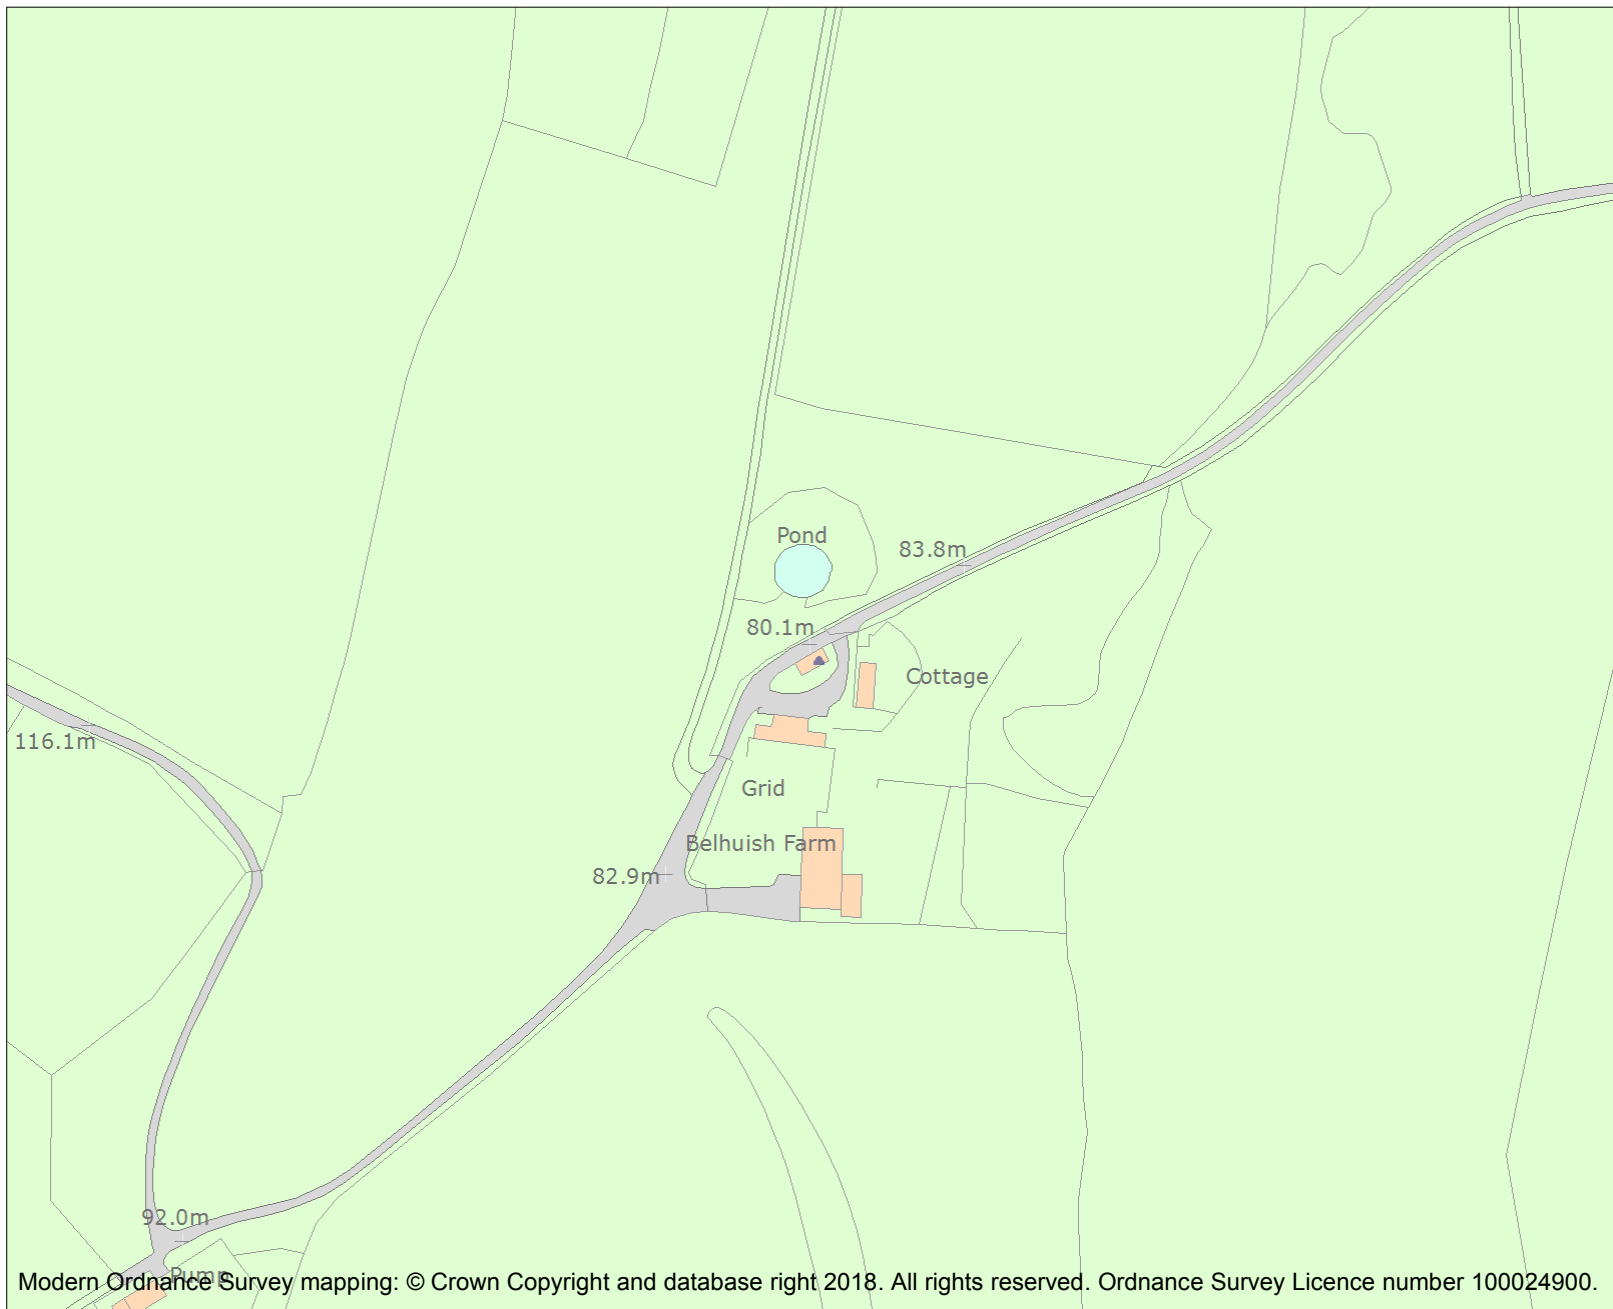 Pond
83.8m
80.1m
Cottage
116.1m
Grid
Belhuish Farm
82.9m
92.0m
Pump
Modern Ordnance Survey mapping: © Crown Copyright and database right 2018. All rights reserved. Ordnance Survey Licence number 100024900.